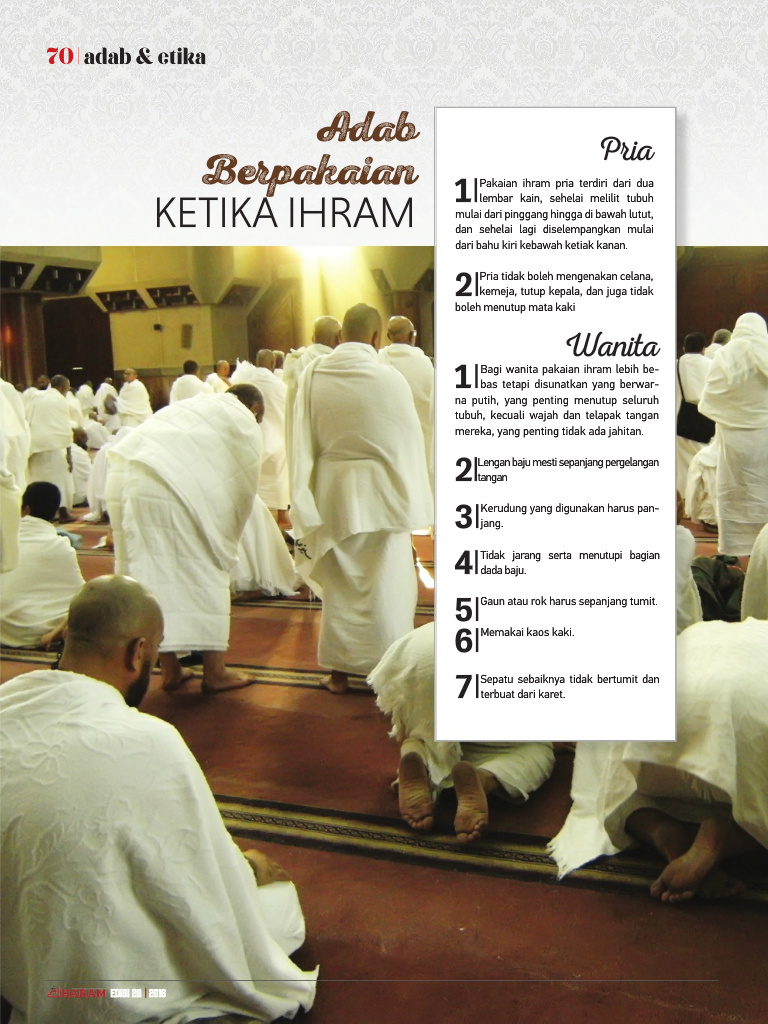 70 | adab & etika
Adab
Berpakaian
KETIKA IHRAM
Pria
1 Pakaian ihram pria terdiri dari dua
lembar kain, sehelai melilit tubuh
mulai dari pinggang hingga di bawah lutut,
dan sehelai lagi diselempangkan mulai
dari bahu kiri kebawah ketiak kanan.
2 Pria tidak boleh mengenakan celana,
kemeja, tutup kepala, dan juga tidak
boleh menutup mata kaki
Wanita
1 Bagi wanita pakaian ihram lebih be-
bas tetapi disunatkan yang berwar-
na putih, yang penting menutup seluruh
tubuh, kecuali wajah dan telapak tangan
mereka, yang penting tidak ada jahitan.
2 Lengan baju mesti sepanjang pergelangan
tangan
3 Kerudung yang digunakan harus pan-
jang.
4 Tidak jarang serta menutupi bagian
dada baju.
5 Gaun atau rok harus sepanjang tumit.
6 Memakai kaos kaki.
7 Sepatu sebaiknya tidak bertumit dan
terbuat dari karet.
EDISI 20 | 2016